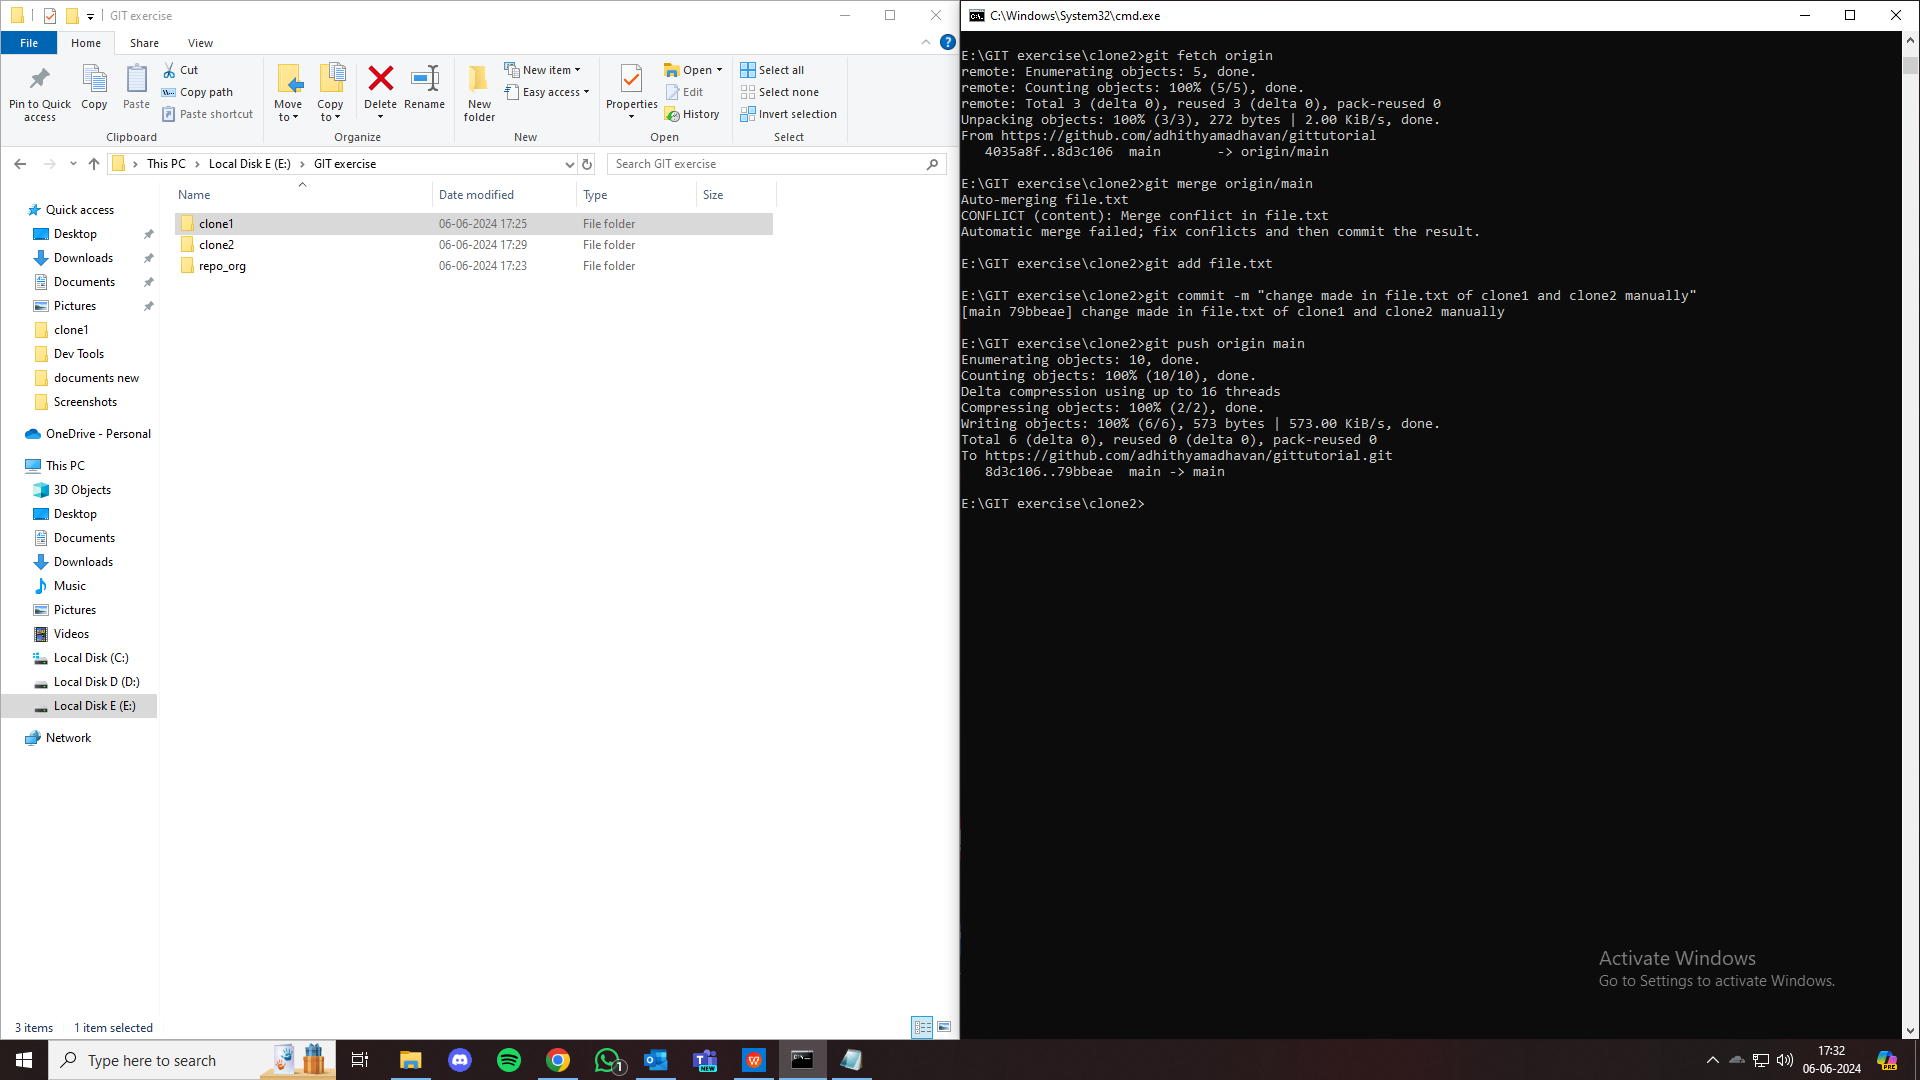 GIT exercise
File
Home
Share
View
Pin to Quick access
Copy
Paste
Cut
Copy path
Paste shortcut
Clipboard
Move to
Copy to
Delete
Rename
Organize
New folder
New item
Easy access
New
Properties
Open
Edit
History
Open
Select all
Select none
Invert selection
Select
This PC
Local Disk E (E:)
GIT exercise
Search GIT exercise
Name
Date modified
Type
Size
clone1 06-06-2024 17:25 File folder
clone2 06-06-2024 17:29 File folder
repo_org 06-06-2024 17:23 File folder
Quick access
Desktop
Downloads
Documents
Pictures
clone1
Dev Tools
documents new
Screenshots
OneDrive - Personal
This PC
3D Objects
Desktop
Documents
Downloads
Music
Pictures
Videos
Local Disk (C:)
Local Disk D (D:)
Local Disk E (E:)
Network
3 items 1 item selected
C:\Windows\System32\cmd.exe
E:\GIT exercise\clone2>git fetch origin
remote: Enumerating objects: 5, done.
remote: Counting objects: 100% (5/5), done.
remote: Total 3 (delta 0), reused 3 (delta 0), pack-reused 0
Unpacking objects: 100% (3/3), 272 bytes | 2.00 KiB/s, done.
From https://github.com/adhithyamadhavan/gittutorial
4035a8f..8d3c106 main -> origin/main
E:\GIT exercise\clone2>git merge origin/main
Auto-merging file.txt
CONFLICT (content): Merge conflict in file.txt
Automatic merge failed; fix conflicts and then commit the result.
E:\GIT exercise\clone2>git add file.txt
E:\GIT exercise\clone2>git commit -m "change made in file.txt of clone1 and clone2 manually"
[main 79bbeae] change made in file.txt of clone1 and clone2 manually
E:\GIT exercise\clone2>git push origin main
Enumerating objects: 10, done.
Counting objects: 100% (10/10), done.
Delta compression using up to 16 threads
Compressing objects: 100% (2/2), done.
Writing objects: 100% (6/6), 573 bytes | 573.00 KiB/s, done.
Total 6 (delta 0), reused 0 (delta 0), pack-reused 0
To https://github.com/adhithyamadhavan/gittutorial.git
8d3c106..79bbeae main -> main
E:\GIT exercise\clone2>
Activate Windows
Go to Settings to activate Windows.
Type here to search
1
NEW
17:32
06-06-2024
PRE